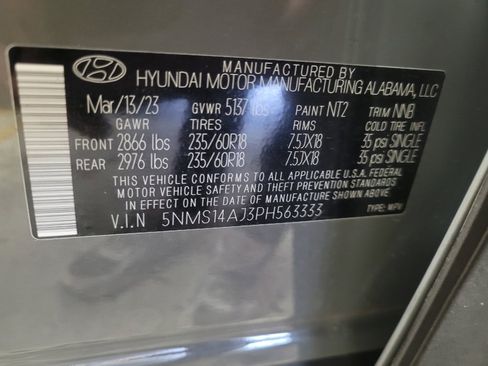 MANUFACTURED BY
HYUNDAI MOTOR MANUFACTURING ALABAMA, LLC
Mar/13/23 GVWR 5137 lbs PAINT NT2 TRIM NNB
GAWR TIRES RIMS COLD TIRE INFL
FRONT 2866 lbs 235/60R18 7.5JX18 35 psi SINGLE
REAR 2976 lbs 235/60R18 7.5JX18 35 psi SINGLE
THIS VEHICLE CONFORMS TO ALL APPLICABLE U.S.A. FEDERAL
MOTOR VEHICLE SAFETY AND THEFT PREVENTION STANDARDS
IN EFFECT ON THE DATE OF MANUFACTURE SHOWN ABOVE.
V.I.N 5NMS14AJ3PH563333 TYPE: MPV